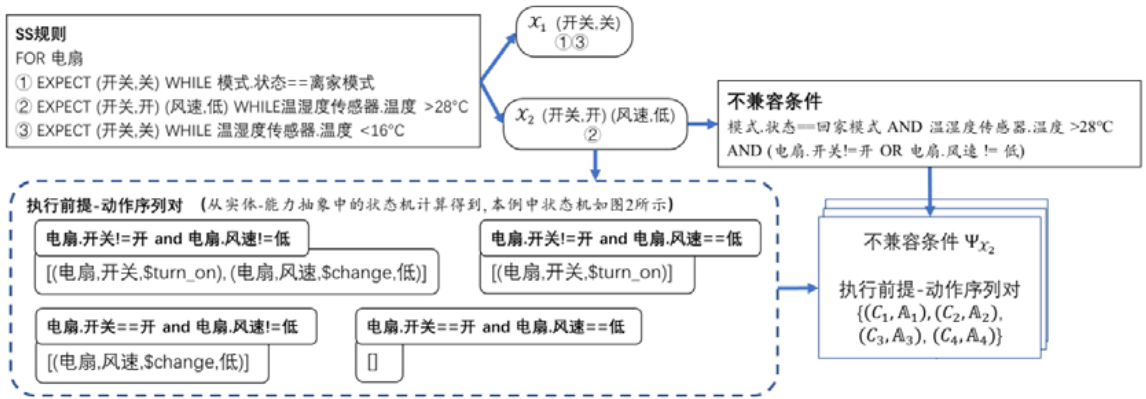 SS规则
FOR 电扇
① EXPECT (开关,关) WHILE 模式.状态==离家模式
② EXPECT (开关,开) (风速,低) WHILE温湿度传感器.温度 >28°C
③ EXPECT (开关,关) WHILE 温湿度传感器.温度 <16°C
𝒳₁ (开关,关)
①③
𝒳₂ (开关,开) (风速,低)
②
不兼容条件
模式.状态==回家模式 AND 温湿度传感器.温度 >28°C
AND (电扇.开关!=开 OR 电扇.风速 != 低)
执行前提-动作序列对 (从实体-能力抽象中的状态机计算得到,本例中状态机如图2所示)
电扇.开关!=开 and 电扇.风速!=低
[(电扇,开关,$turn_on), (电扇,风速,$change,低)]
电扇.开关!=开 and 电扇.风速==低
[(电扇,开关,$turn_on)]
电扇.开关==开 and 电扇.风速!=低
[(电扇,风速,$change,低)]
电扇.开关==开 and 电扇.风速==低
[]
不兼容条件 Ψ𝒳₂
执行前提-动作序列对
{(C₁,𝔸₁), (C₂,𝔸₂),
(C₃,𝔸₃), (C₄,𝔸₄)}